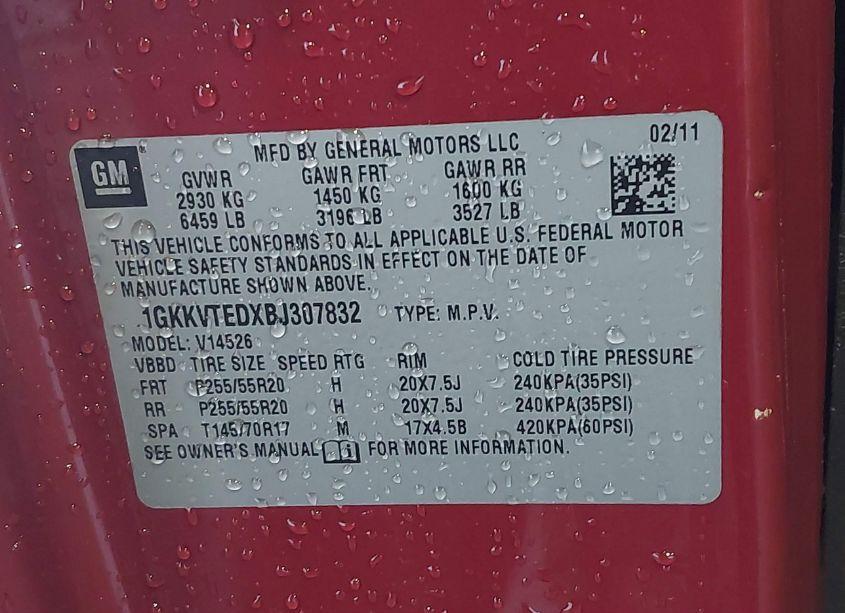 GM
MFD BY GENERAL MOTORS LLC 02/11
GVWR GAWR FRT GAWR RR
2930 KG 1450 KG 1600 KG
6459 LB 3196 LB 3527 LB
THIS VEHICLE CONFORMS TO ALL APPLICABLE U.S. FEDERAL MOTOR
VEHICLE SAFETY STANDARDS IN EFFECT ON THE DATE OF
MANUFACTURE SHOWN ABOVE.
1GKKVTEDXBJ307832 TYPE: M.P.V.
MODEL: V14526
VBBD TIRE SIZE SPEED RTG RIM COLD TIRE PRESSURE
FRT P255/55R20 H 20X7.5J 240KPA(35PSI)
RR P255/55R20 H 20X7.5J 240KPA(35PSI)
SPA T145/70R17 M 17X4.5B 420KPA(60PSI)
SEE OWNER'S MANUAL FOR MORE INFORMATION.